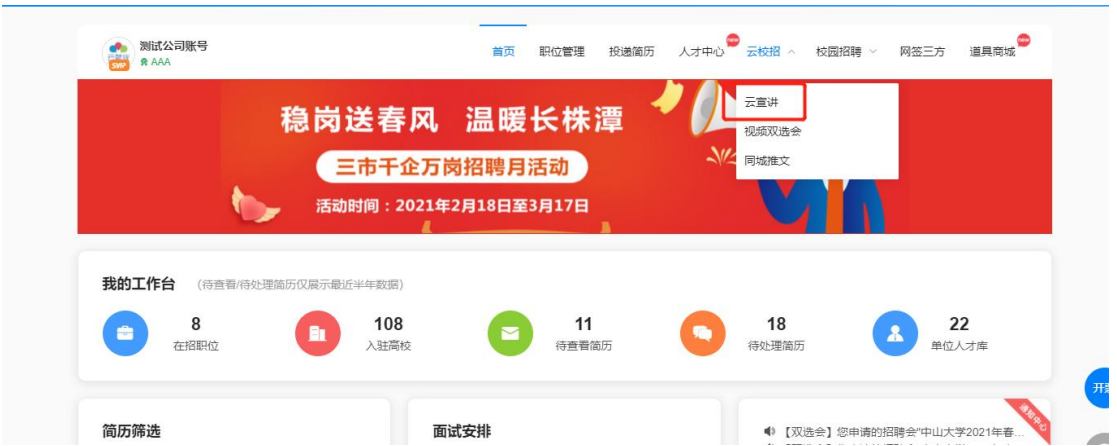 测试公司账号
AAA
SVIP
首页 职位管理 投递简历 人才中心 new 云校招 校园招聘 网签三方 道具商城 new
云宣讲
视频双选会
同城推文
稳岗送春风 温暖长株潭
三市千企万岗招聘月活动
活动时间：2021年2月18日至3月17日
我的工作台 （待查看/待处理简历仅展示最近半年数据）
8 108 11 18 22
在招职位 入驻高校 待查看简历 待处理简历 单位人才库
简历筛选 面试安排
通知中心
【双选会】您申请的招聘会“中山大学2021年春...